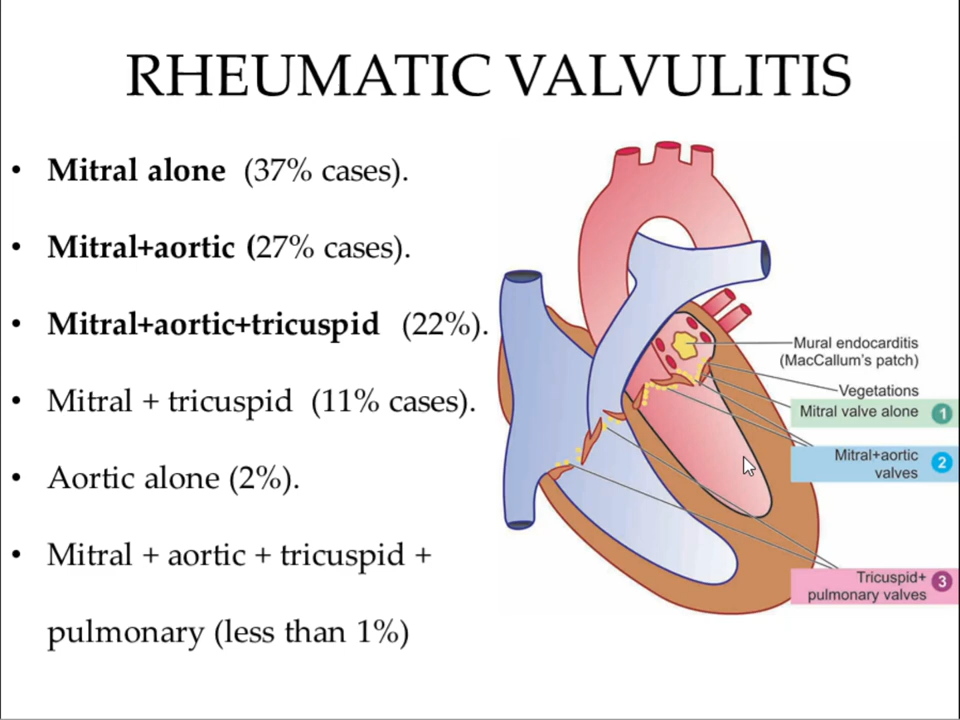 RHEUMATIC VALVULITIS
• Mitral alone (37% cases).
• Mitral+aortic (27% cases).
• Mitral+aortic+tricuspid (22%).
• Mitral + tricuspid (11% cases).
• Aortic alone (2%).
• Mitral + aortic + tricuspid +
pulmonary (less than 1%)
Mural endocarditis
(MacCallum's patch)
Vegetations
Mitral valve alone 1
Mitral+aortic
valves 2
Tricuspid+
pulmonary valves 3